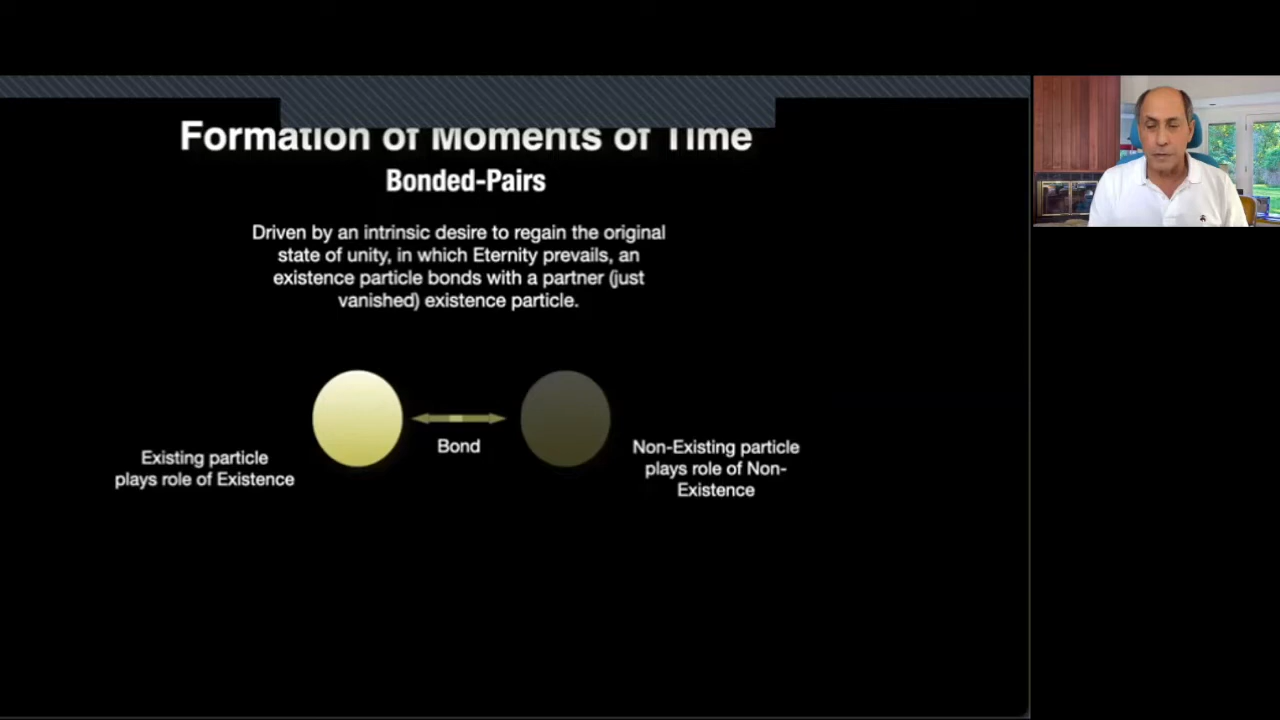 Formation of Moments of Time
Bonded-Pairs
Driven by an intrinsic desire to regain the original
state of unity, in which Eternity prevails, an
existence particle bonds with a partner (just
vanished) existence particle.
Bond
Existing particle
plays role of Existence
Non-Existing particle
plays role of Non-
Existence